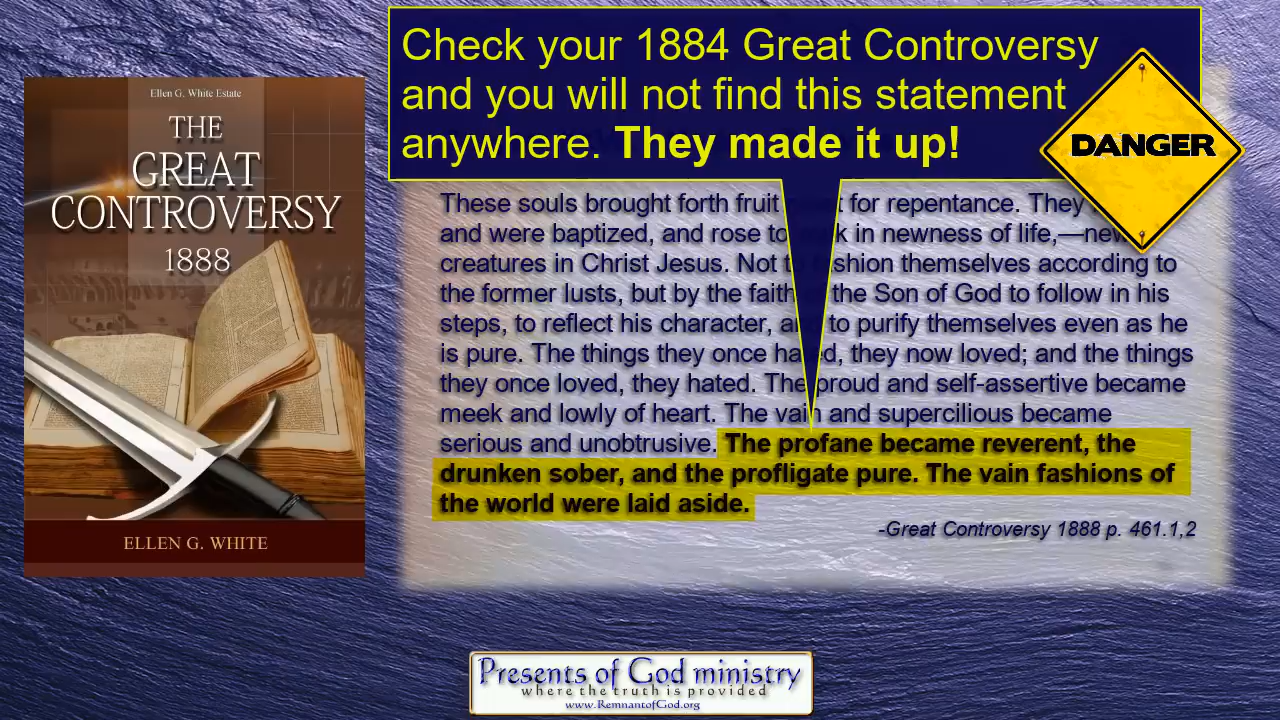 Ellen G. White Estate
THE
GREAT
CONTROVERSY
1888
ELLEN G. WHITE
Check your 1884 Great Controversy
and you will not find this statement
anywhere. They made it up!
DANGER
These souls brought forth fruit for repentance. They
and were baptized, and rose to in newness of life,—new
creatures in Christ Jesus. Not themselves according to
the former lusts, but by the faith the Son of God to follow in his
steps, to reflect his character, to purify themselves even as he
is pure. The things they once hated, they now loved; and the things
they once loved, they hated. The proud and self-assertive became
meek and lowly of heart. The vain and supercilious became
serious and unobtrusive. The profane became reverent, the
drunken sober, and the profligate pure. The vain fashions of
the world were laid aside.
-Great Controversy 1888 p. 461.1,2
Presents of God ministry
where the truth is provided
www.RemnantofGod.org